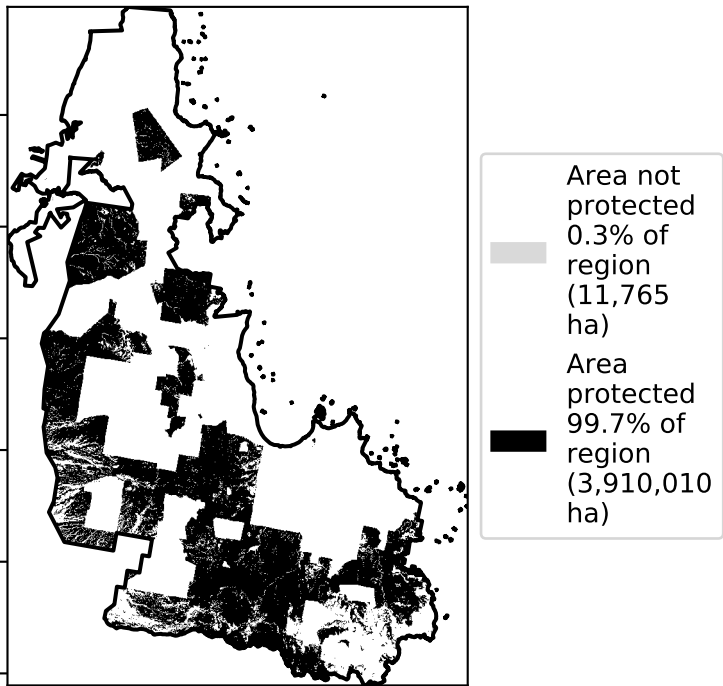 Area not
protected
0.3% of
region
(11,765
ha)
Area
protected
99.7% of
region
(3,910,010
ha)